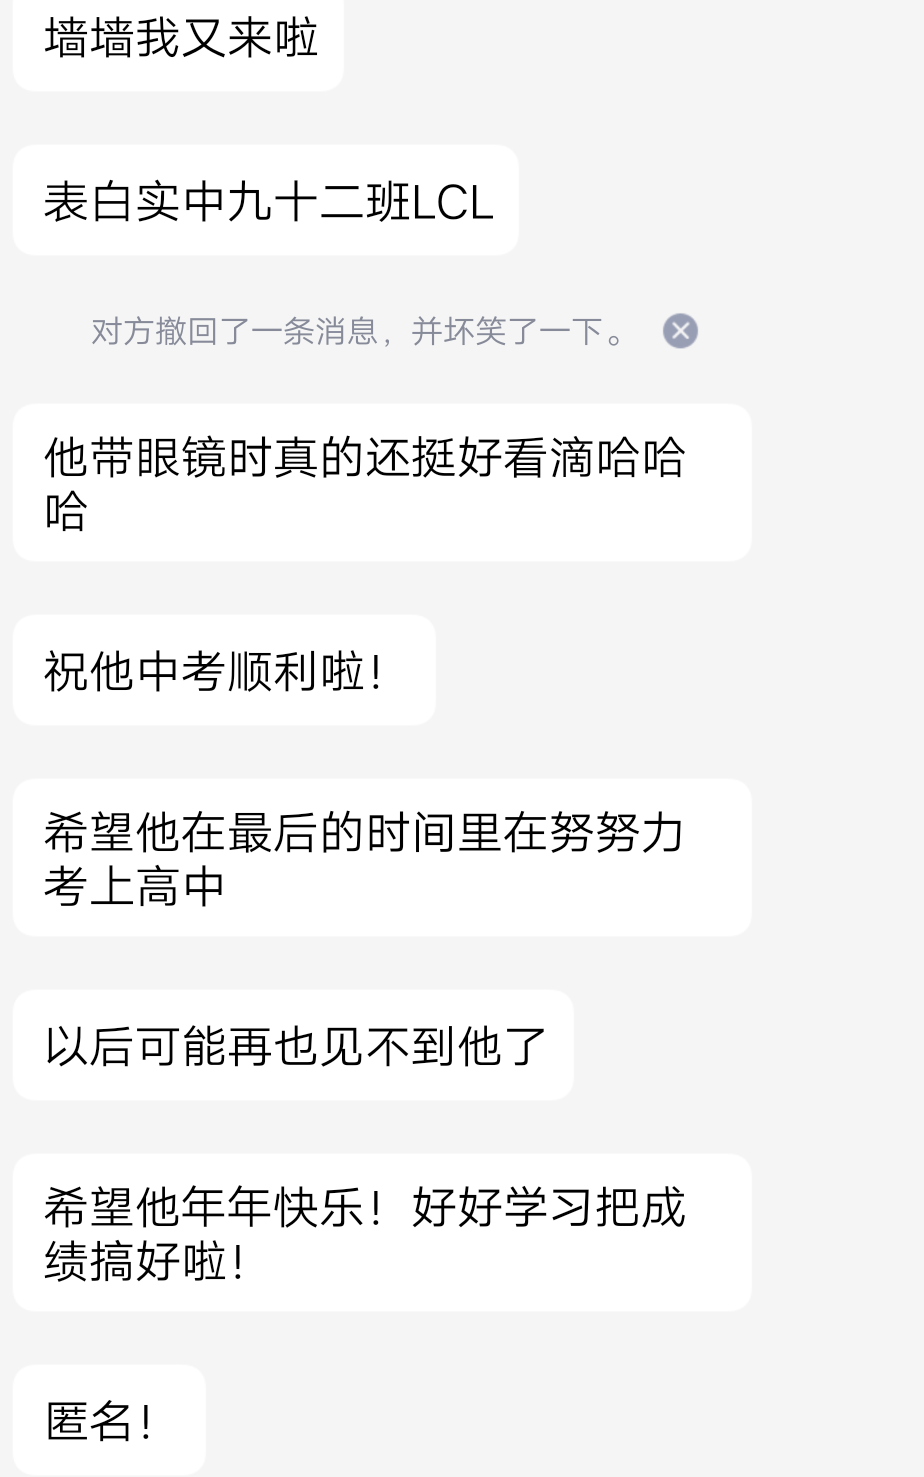 墙墙我又来啦
表白实中九十二班LCL
对方撤回了一条消息，并坏笑了一下。
他带眼镜时真的还挺好看滴哈哈
哈
祝他中考顺利啦！
希望他在最后的时间里在努努力
考上高中
以后可能再也见不到他了
希望他年年快乐！好好学习把成
绩搞好啦！
匿名！